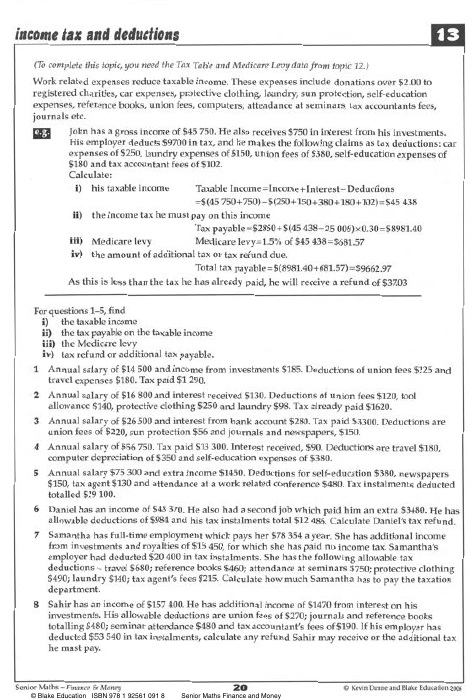 income tax and deductions
13
(To complete this topic, you need the Tax Table and Medicare Levy data from topic 12.)
Work related expenses reduce taxable income. These expenses include donations over $2.00 to
registered charities, car expenses, protective clothing, laundry, sun protection, self-education
expenses, reference books, union fees, computers, attendance at seminars, tax accountants fees,
journals etc.
e.g.
John has a gross income of $45 750. He also receives $750 in interest from his investments.
His employer deducts $9700 in tax, and he makes the following claims as tax deductions: car
expenses of $250, laundry expenses of $150, union fees of $380, self-education expenses of
$180 and tax accountant fees of $102.
Calculate:
i) his taxable income Taxable Income=Income+Interest-Deductions
=$(45 750+750)-$(250+150+380+180+102)=$45 438
ii) the income tax he must pay on this income
Tax payable=$2850+$(45 438-25 005)x0.30=$8981.40
iii) Medicare levy Medicare levy=1.5% of $45 438=$681.57
iv) the amount of additional tax or tax refund due.
Total tax payable=$(8981.40+681.57)=$9662.97
As this is less than the tax he has already paid, he will receive a refund of $37.03
For questions 1-5, find
i) the taxable income
ii) the tax payable on the taxable income
iii) the Medicare levy
iv) tax refund or additional tax payable.
1 Annual salary of $14 500 and income from investments $185. Deductions of union fees $225 and
travel expenses $180. Tax paid $1 290.
2 Annual salary of $16 800 and interest received $130. Deductions of union fees $120, tool
allowance $140, protective clothing $250 and laundry $98. Tax already paid $1620.
3 Annual salary of $26 500 and interest from bank account $280. Tax paid $3300. Deductions are
union fees of $220, sun protection $56 and journals and newspapers, $150.
4 Annual salary of $56 750. Tax paid $13 300. Interest received, $90. Deductions are travel $180,
computer depreciation of $350 and self-education expenses of $380.
5 Annual salary $75 300 and extra income $1450. Deductions for self-education $380, newspapers
$150, tax agent $130 and attendance at a work related conference $480. Tax instalments deducted
totalled $29 100.
6 Daniel has an income of $45 370. He also had a second job which paid him an extra $3480. He has
allowable deductions of $984 and his tax instalments total $12 486. Calculate Daniel's tax refund.
7 Samantha has full-time employment which pays her $78 354 a year. She has additional income
from investments and royalties of $15 450, for which she has paid no income tax. Samantha's
employer had deducted $20 400 in tax instalments. She has the following allowable tax
deductions - travel $680; reference books $460; attendance at seminars $750; protective clothing
$490; laundry $140; tax agent's fees $215. Calculate how much Samantha has to pay the taxation
department.
8 Sahir has an income of $157 400. He has additional income of $1470 from interest on his
investments. His allowable deductions are union fees of $270; journals and reference books
totalling $480; seminar attendance $480 and tax accountant's fees of $190. If his employer has
deducted $53 540 in tax instalments, calculate any refund Sahir may receive or the additional tax
he must pay.
Senior Maths - Finance & Money
20
© Kevin Dunne and Blake Education 2009
© Blake Education ISBN 978 1 92561 091 8 Senior Maths Finance and Money